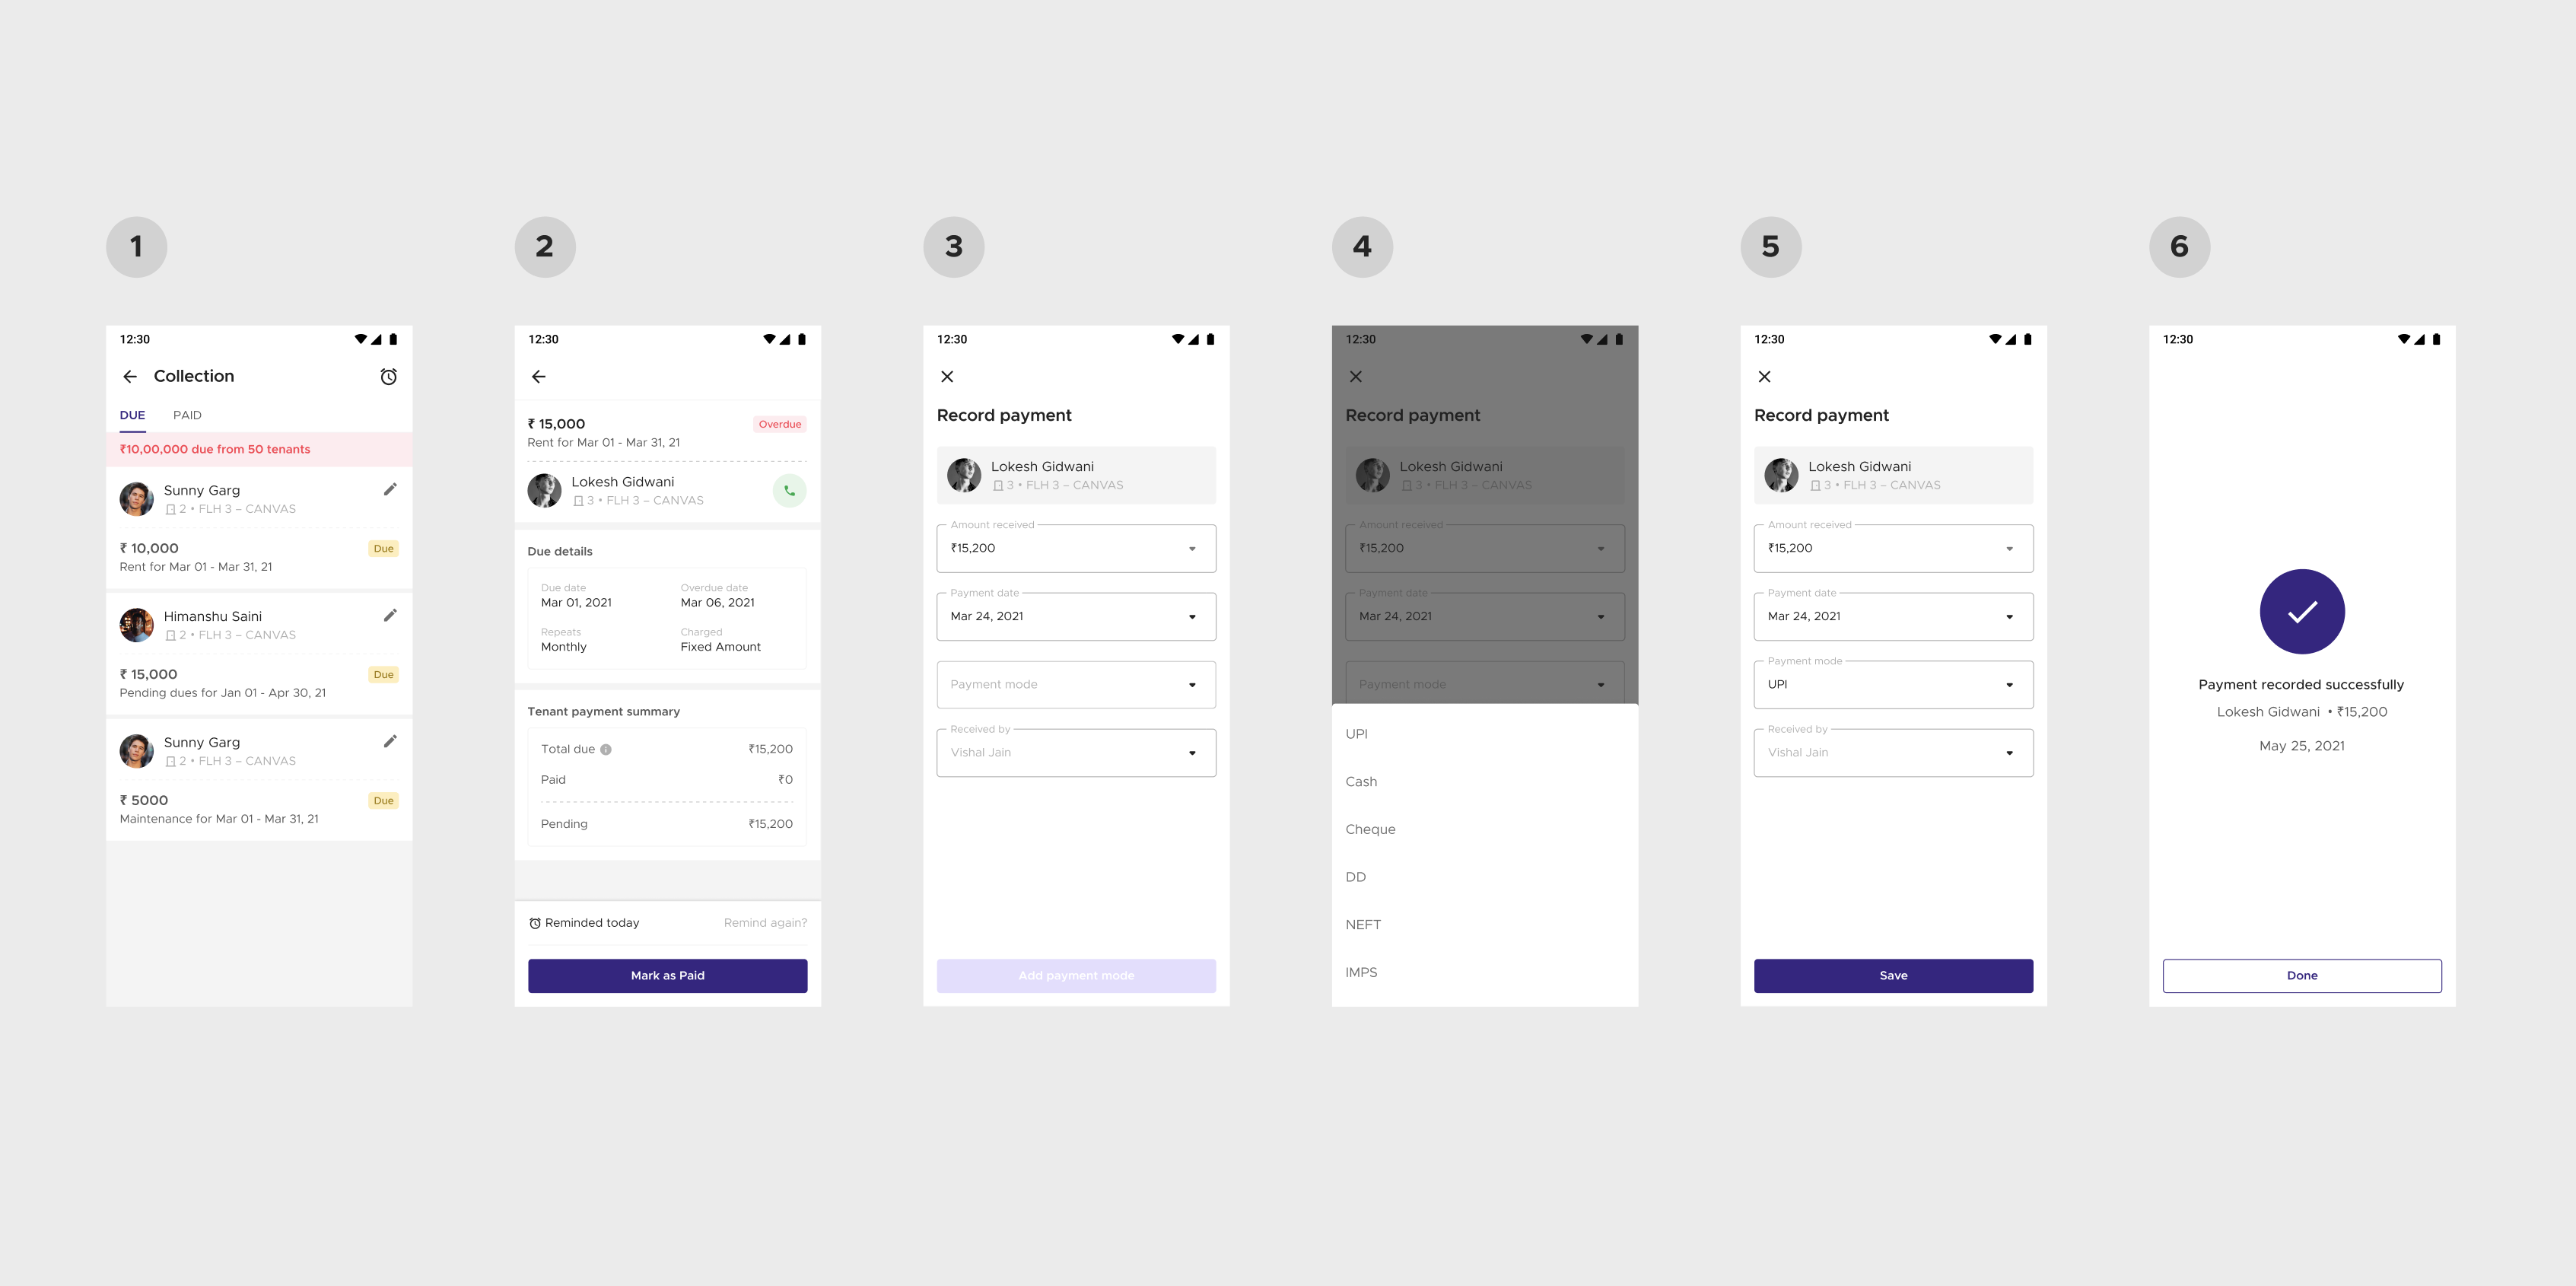 1
12:30
Collection
DUE PAID
₹10,00,000 due from 50 tenants
Sunny Garg
2 • FLH 3 – CANVAS
₹ 10,000 Due
Rent for Mar 01 - Mar 31, 21
Himanshu Saini
2 • FLH 3 – CANVAS
₹ 15,000 Due
Pending dues for Jan 01 - Apr 30, 21
Sunny Garg
2 • FLH 3 – CANVAS
₹ 5000 Due
Maintenance for Mar 01 - Mar 31, 21
2
12:30
₹ 15,000 Overdue
Rent for Mar 01 - Mar 31, 21
Lokesh Gidwani
3 • FLH 3 – CANVAS
Due details
Due date Overdue date
Mar 01, 2021 Mar 06, 2021
Repeats Charged
Monthly Fixed Amount
Tenant payment summary
Total due ₹15,200
Paid ₹0
Pending ₹15,200
Reminded today Remind again?
Mark as Paid
3
12:30
Record payment
Lokesh Gidwani
3 • FLH 3 – CANVAS
Amount received
₹15,200
Payment date
Mar 24, 2021
Payment mode
Received by
Vishal Jain
Add payment mode
4
12:30
Record payment
Lokesh Gidwani
3 • FLH 3 – CANVAS
Amount received
₹15,200
Payment date
Mar 24, 2021
Payment mode
UPI
Cash
Cheque
DD
NEFT
IMPS
5
12:30
Record payment
Lokesh Gidwani
3 • FLH 3 – CANVAS
Amount received
₹15,200
Payment date
Mar 24, 2021
Payment mode
UPI
Received by
Vishal Jain
Save
6
12:30
Payment recorded successfully
Lokesh Gidwani • ₹15,200
May 25, 2021
Done